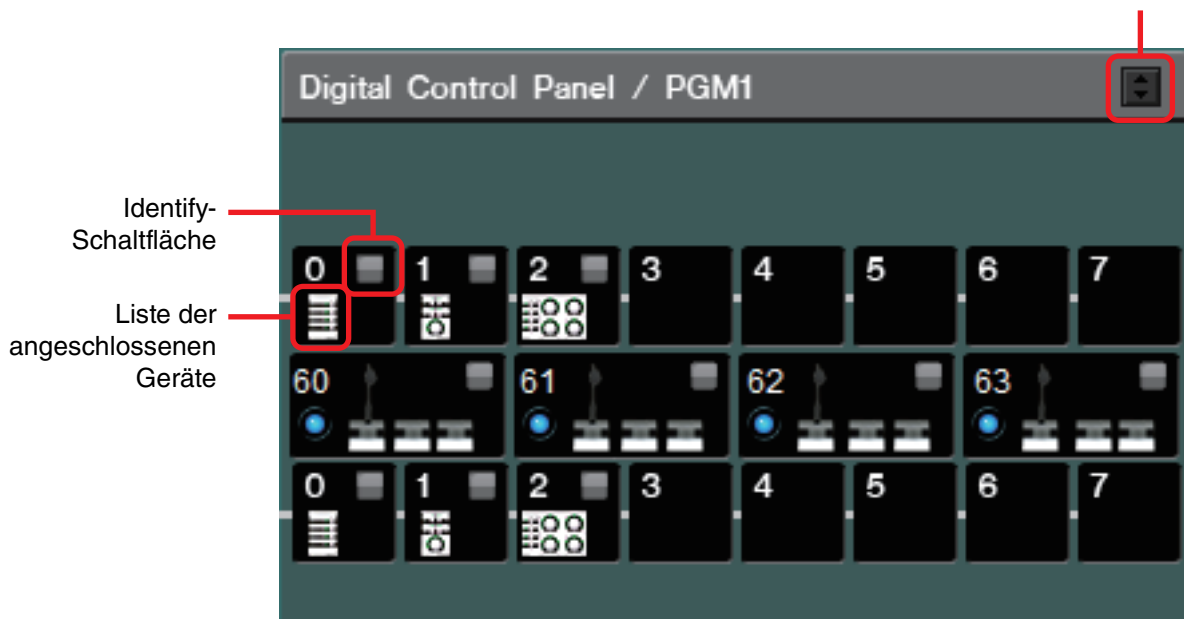 Digital Control Panel / PGM1
Identify-
Schaltfläche
0 1 2 3 4 5 6 7
Liste der
angeschlossenen
Geräte
60 61 62 63
0 1 2 3 4 5 6 7